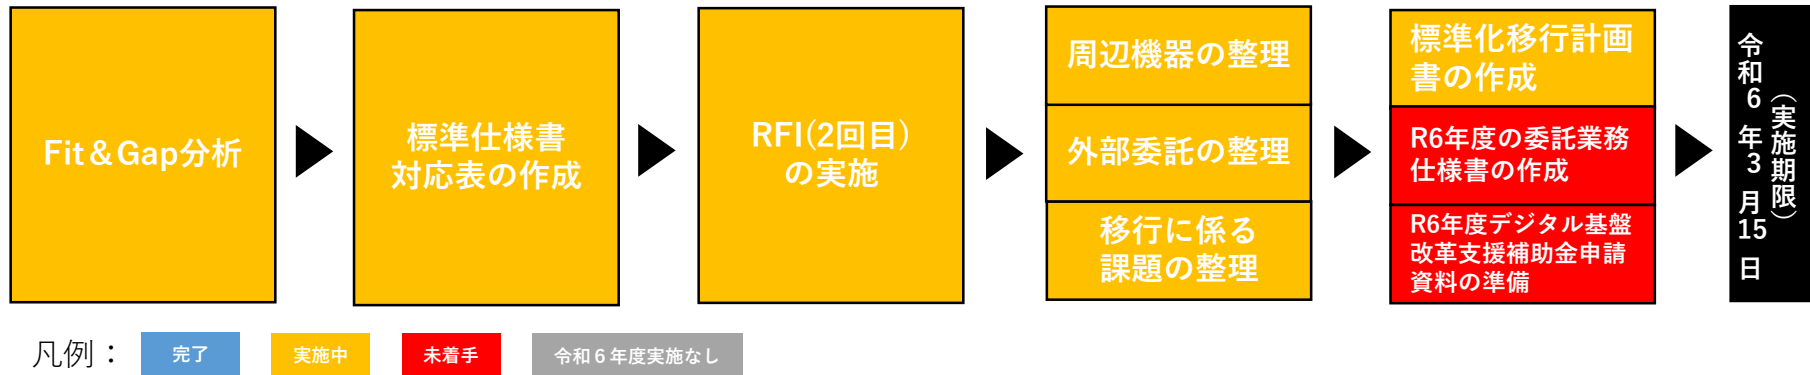 Fit＆Gap分析
標準仕様書
対応表の作成
RFI(2回目)
の実施
周辺機器の整理
外部委託の整理
移行に係る
課題の整理
標準化移行計画
書の作成
R6年度の委託業務
仕様書の作成
R6年度デジタル基盤
改革支援補助金申請
資料の準備
令和6年3月15日
（実施期限）
凡例：
完了
実施中
未着手
令和６年度実施なし